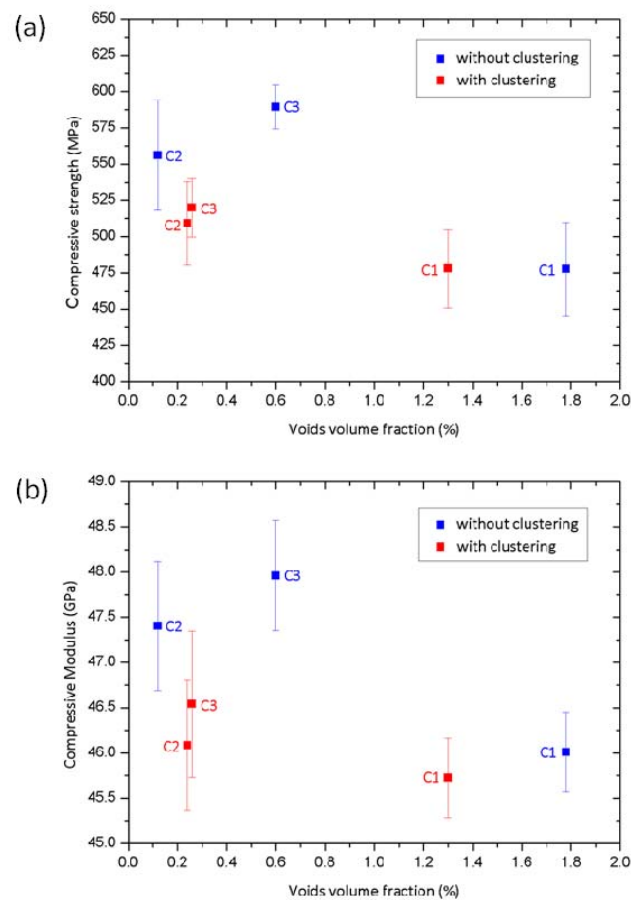 (a)
650
625
600
575
550
525
500
475
450
425
400
Compressive strength (MPa)
without clustering
with clustering
C3
C2
C3
C2
C1
C1
0.0 0.2 0.4 0.6 0.8 1.0 1.2 1.4 1.6 1.8 2.0
Voids volume fraction (%)
(b)
49.0
48.5
48.0
47.5
47.0
46.5
46.0
45.5
45.0
Compressive Modulus (GPa)
without clustering
with clustering
C3
C2
C3
C2
C1
C1
0.0 0.2 0.4 0.6 0.8 1.0 1.2 1.4 1.6 1.8 2.0
Voids volume fraction (%)